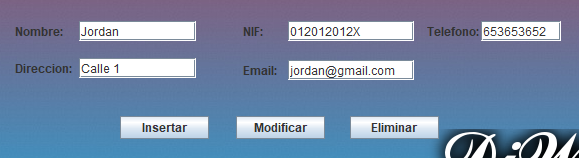 Nombre: Jordan NIF: 012012012X Telefono: 653653652
Direccion: Calle 1 Email: jordan@gmail.com
Insertar Modificar Eliminar